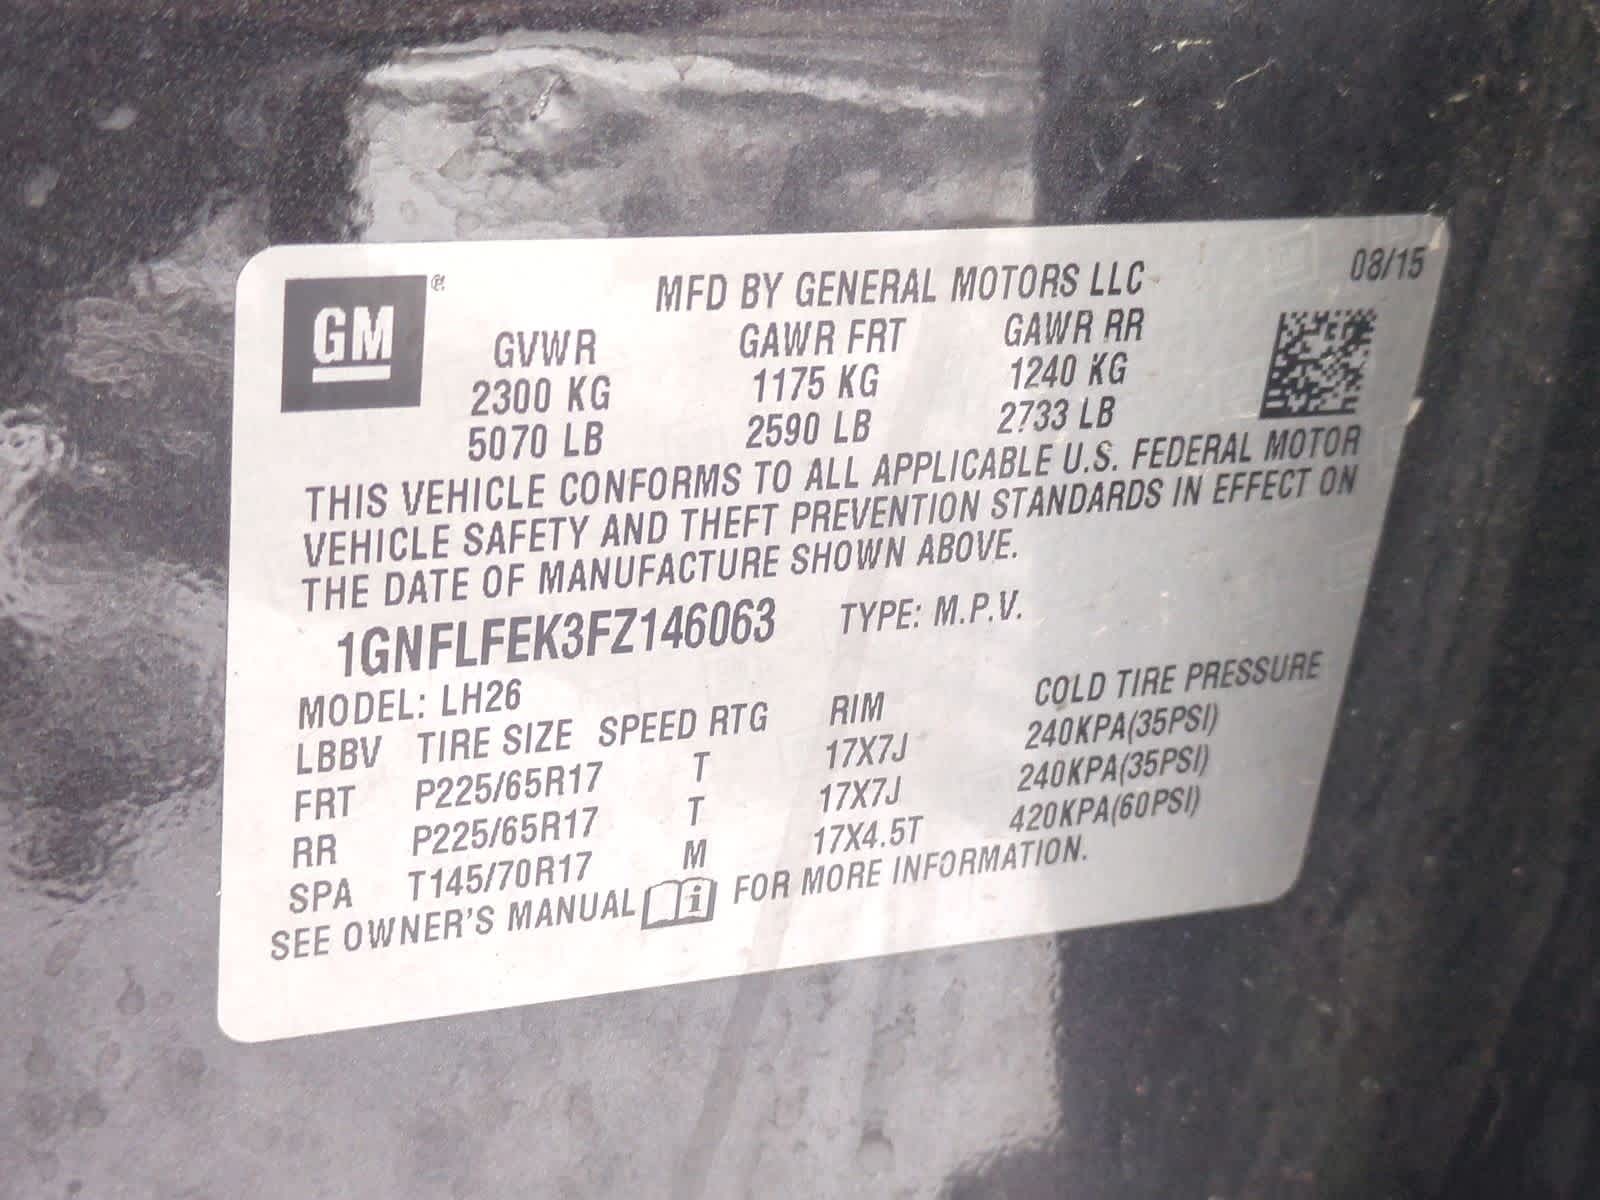 GM ®
MFD BY GENERAL MOTORS LLC 08/15
GVWR GAWR FRT GAWR RR
2300 KG 1175 KG 1240 KG
5070 LB 2590 LB 2733 LB
THIS VEHICLE CONFORMS TO ALL APPLICABLE U.S. FEDERAL MOTOR
VEHICLE SAFETY AND THEFT PREVENTION STANDARDS IN EFFECT ON
THE DATE OF MANUFACTURE SHOWN ABOVE.
1GNFLFEK3FZ146063 TYPE: M.P.V.
MODEL: LH26
LBBV TIRE SIZE SPEED RTG RIM COLD TIRE PRESSURE
FRT P225/65R17 T 17X7J 240KPA(35PSI)
RR P225/65R17 T 17X7J 240KPA(35PSI)
SPA T145/70R17 M 17X4.5T 420KPA(60PSI)
SEE OWNER'S MANUAL i FOR MORE INFORMATION.